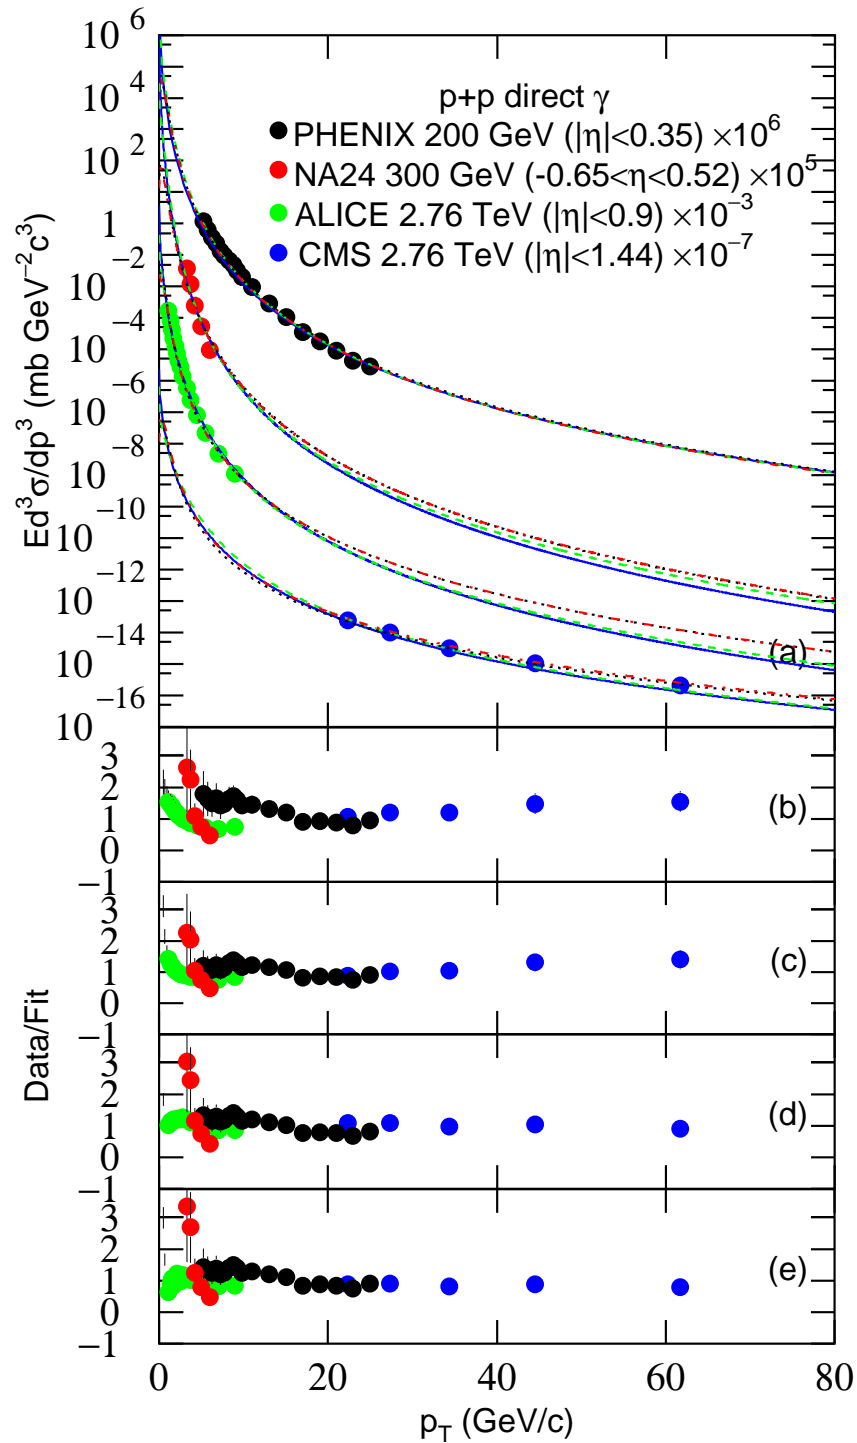 10^6
10^4
10^2
1
10^−2
10^−4
10^−6
10^−8
10^−10
10^−12
10^−14
10^−16
Ed^3σ/dp^3 (mb GeV^−2c^3)
p+p direct γ
PHENIX 200 GeV (|η|<0.35) ×10^6
NA24 300 GeV (-0.65<η<0.52) ×10^5
ALICE 2.76 TeV (|η|<0.9) ×10^−3
CMS 2.76 TeV (|η|<1.44) ×10^−7
(a)
3
2
1
0
−1
(b)
3
2
1
0
−1
(c)
Data/Fit
3
2
1
0
−1
(d)
3
2
1
0
−1
(e)
0 20 40 60 80
p_T (GeV/c)